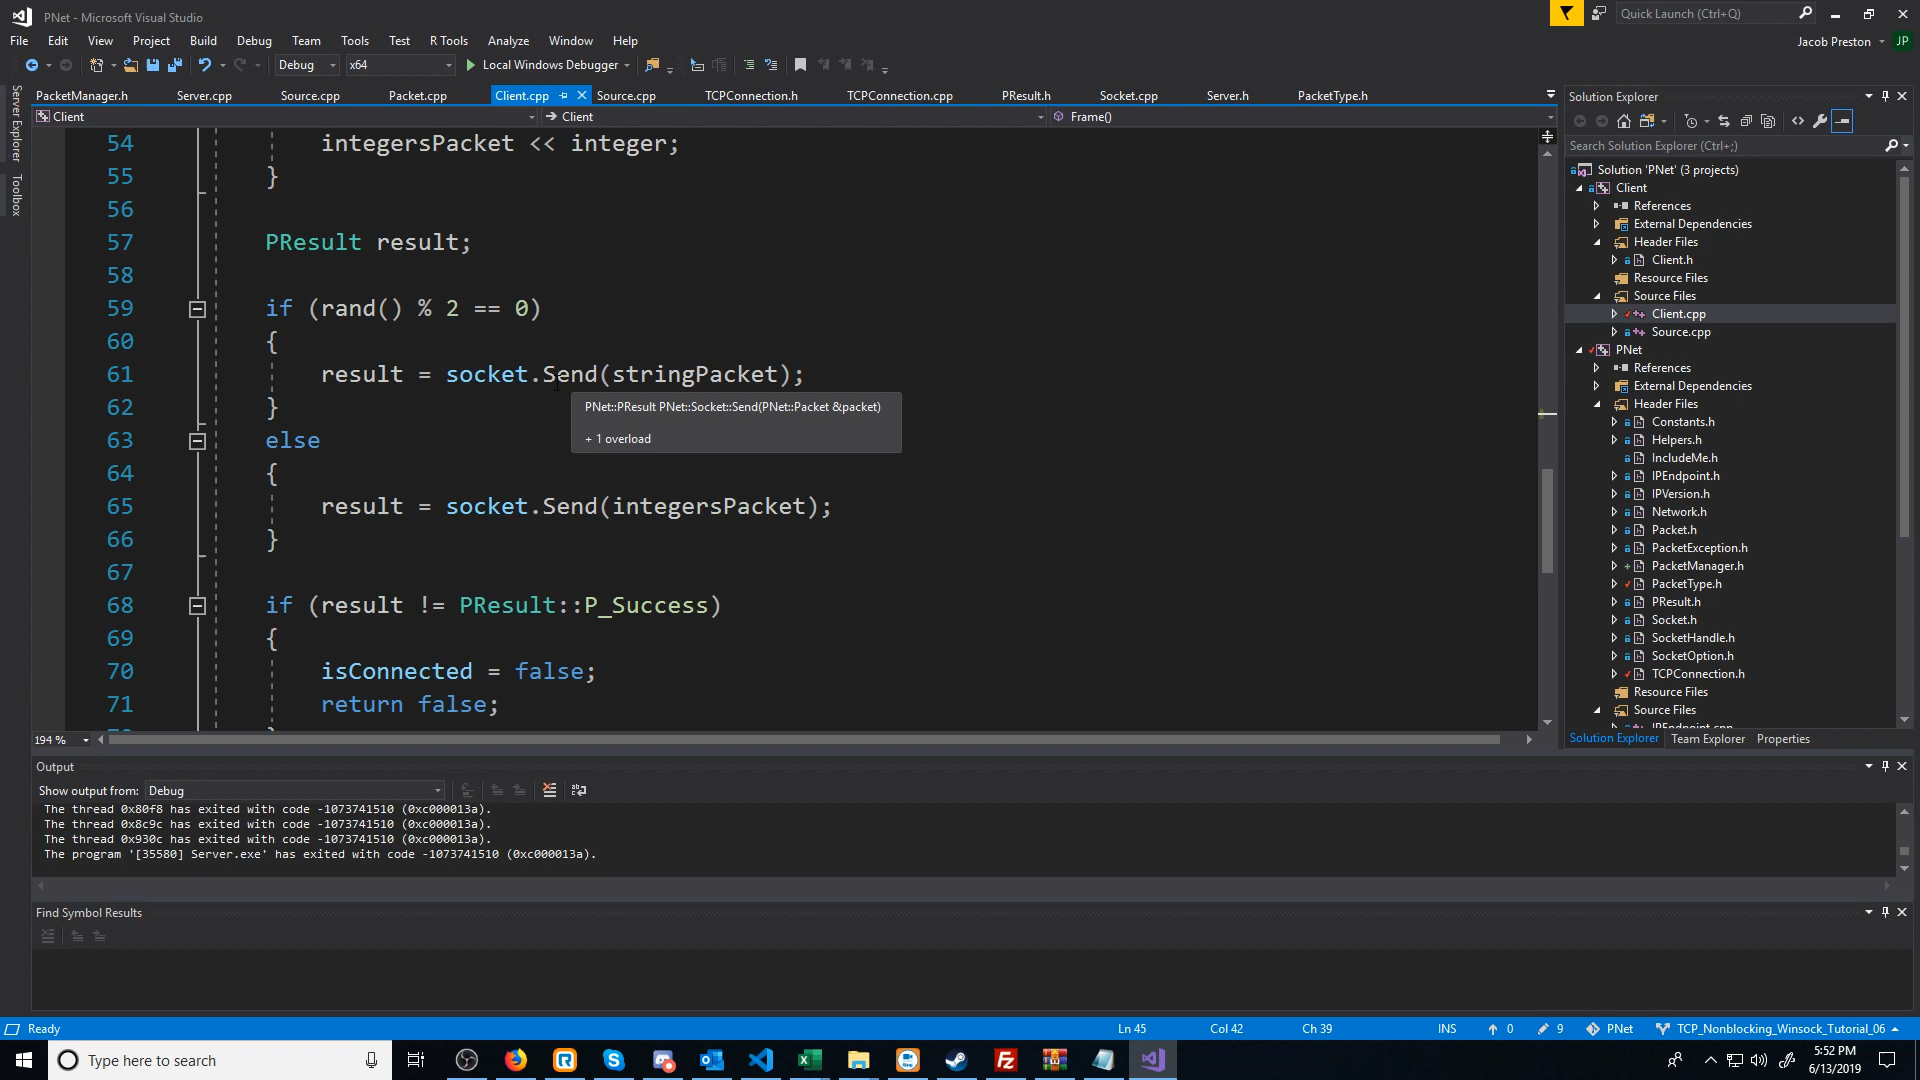 PNet - Microsoft Visual Studio
Quick Launch (Ctrl+Q)
File Edit View Project Build Debug Team Tools Test R Tools Analyze Window Help
Jacob Preston JP
Debug x64 Local Windows Debugger
PacketManager.h Server.cpp Source.cpp Packet.cpp Client.cpp Source.cpp TCPConnection.h TCPConnection.cpp PResult.h Socket.cpp Server.h PacketType.h
Client Client Frame()
Server Explorer
Toolbox
54 integersPacket << integer;
55 }
56
57 PResult result;
58
59 if (rand() % 2 == 0)
60 {
61 result = socket.Send(stringPacket);
62 }
63 else
64 {
65 result = socket.Send(integersPacket);
66 }
67
68 if (result != PResult::P_Success)
69 {
70 isConnected = false;
71 return false;
PNet::PResult PNet::Socket::Send(PNet::Packet &packet)
+ 1 overload
194 %
Solution Explorer
Search Solution Explorer (Ctrl+;)
Solution 'PNet' (3 projects)
Client
References
External Dependencies
Header Files
Client.h
Resource Files
Source Files
Client.cpp
Source.cpp
PNet
References
External Dependencies
Header Files
Constants.h
Helpers.h
IncludeMe.h
IPEndpoint.h
IPVersion.h
Network.h
Packet.h
PacketException.h
PacketManager.h
PacketType.h
PResult.h
Socket.h
SocketHandle.h
SocketOption.h
TCPConnection.h
Resource Files
Source Files
IPEndpoint.cpp
Solution Explorer Team Explorer Properties
Output
Show output from: Debug
The thread 0x80f8 has exited with code -1073741510 (0xc000013a).
The thread 0x8c9c has exited with code -1073741510 (0xc000013a).
The thread 0x930c has exited with code -1073741510 (0xc000013a).
The program '[35580] Server.exe' has exited with code -1073741510 (0xc000013a).
Find Symbol Results
Ready Ln 45 Col 42 Ch 39 INS 0 9 PNet TCP_Nonblocking_Winsock_Tutorial_06
Type here to search
5:52 PM
6/13/2019